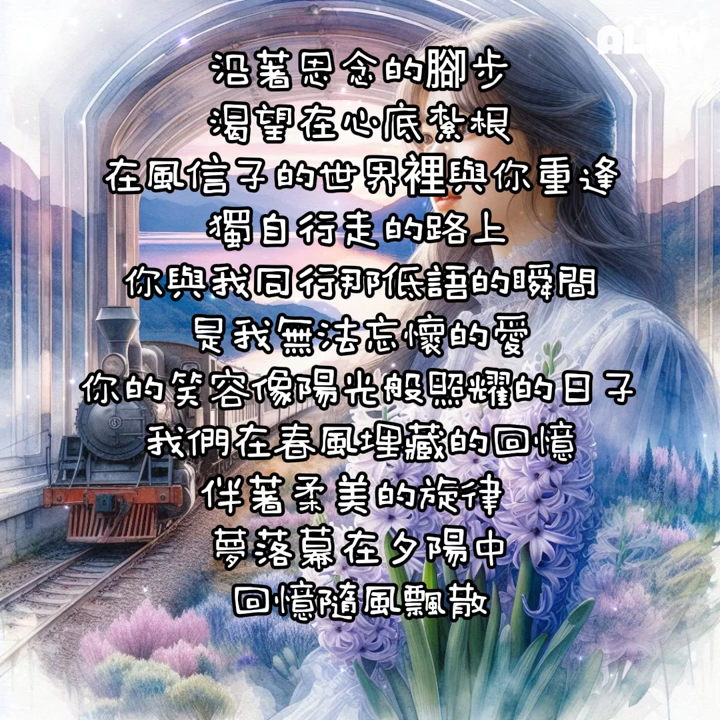 ALMV
沿著思念的腳步
渴望在心底紮根
在風信子的世界裡與你重逢
獨自行走的路上
你與我同行那低語的瞬間
是我無法忘懷的愛
你的笑容像陽光般照耀的日子
我們在春風埋藏的回憶
伴著柔美的旋律
夢落幕在夕陽中
回憶隨風飄散